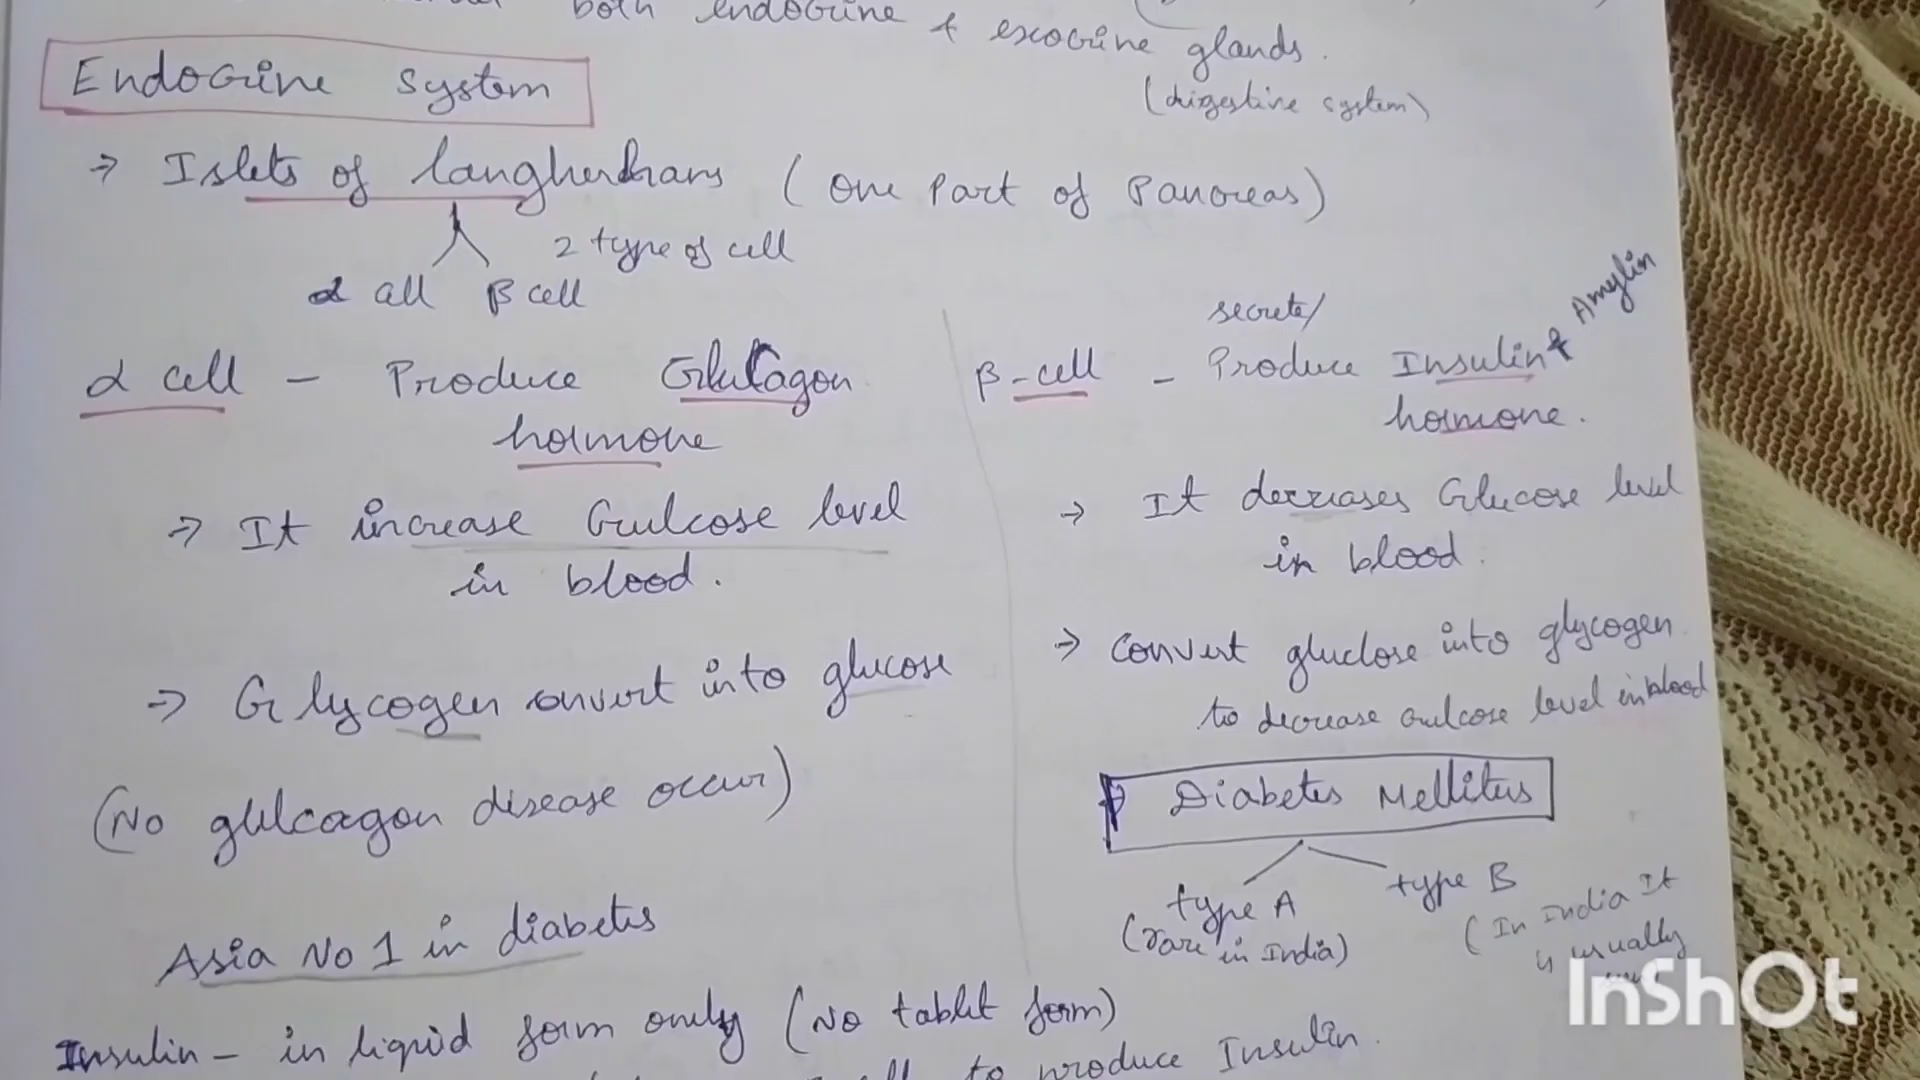 both endocrine & exocrine glands.
(digestive system)
Endocrine system
→ Islets of langherhans (one part of Pancreas)
2 type of cell
α cell β cell
α cell - Produce Glucagon
hormone
⇒ It increase Gulcose level
in blood.
⇒ Glycogen convert into glucose
(No glulcagon disease occur)
Asia No 1 in diabetes
secrete/
β-cell - Produce Insulin & Amylin
hormone.
→ It decreases Glucose level
in blood.
→ Convert gluclose into glycogen
to decrease Gulcose level in blood
Diabetes Mellitus
type A
(rare in India)
type B
(In India It
is usually
Insulin - in liquid form only (No tablet form)
to produce Insulin.
InShOt